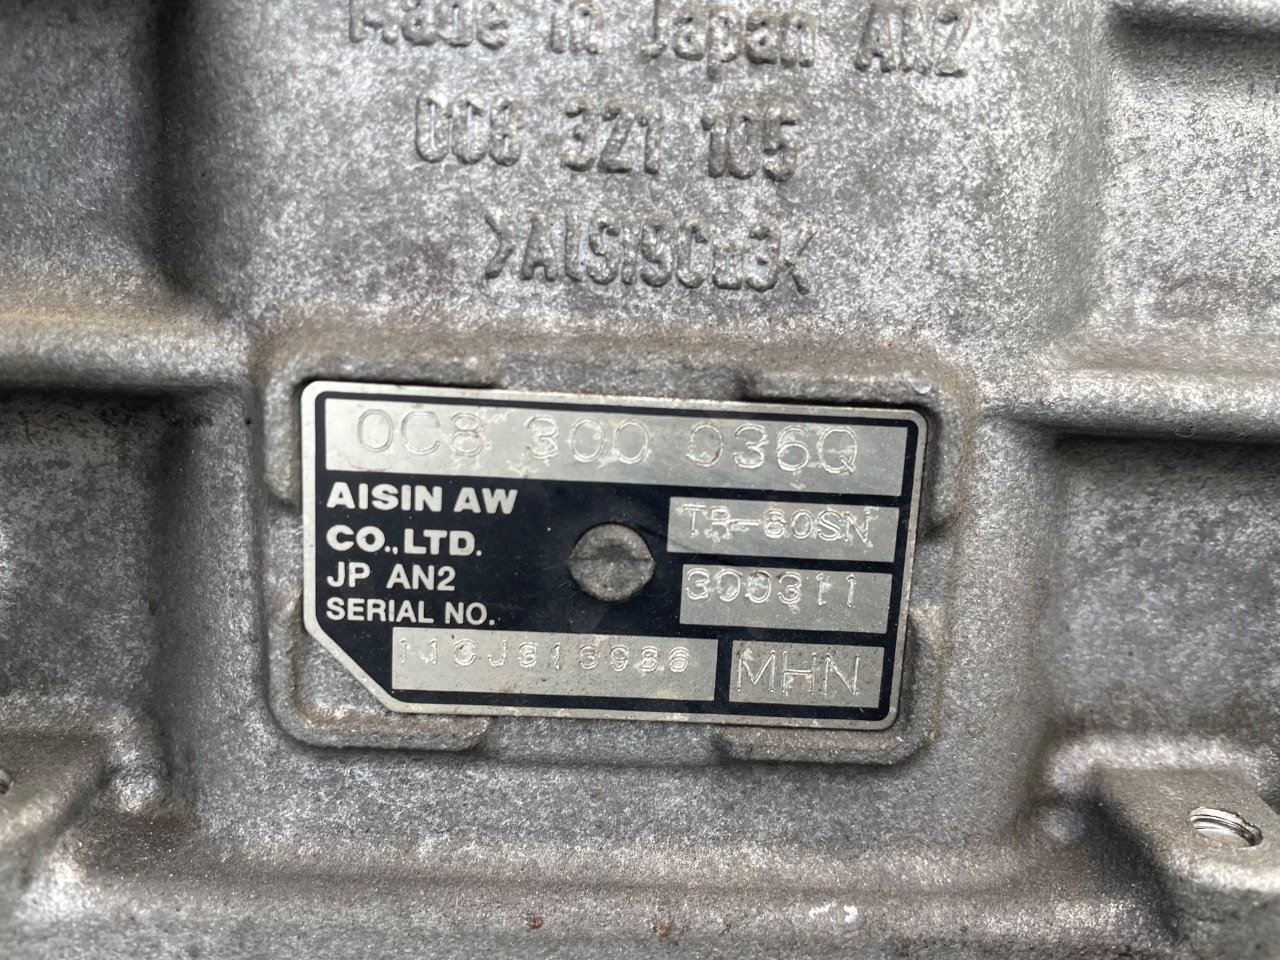 Made in Japan AN2
0C8 321 105
>AlSi9Cu3<
0C8 300 036Q
AISIN AW
CO.,LTD.
TR-60SN
JP AN2
300311
SERIAL NO.
MHN